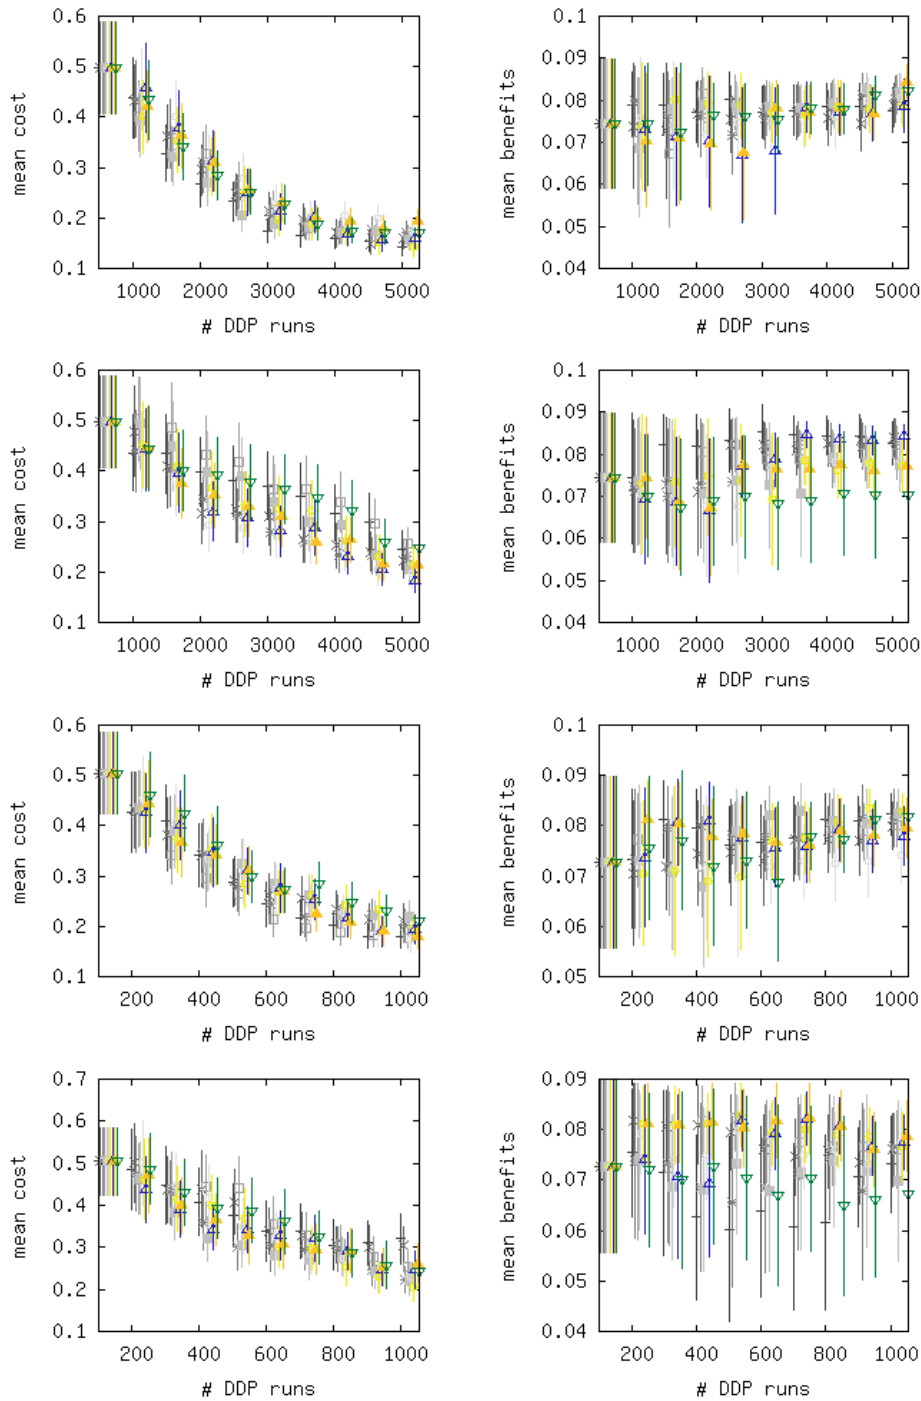 0.6 0.5 0.4 0.3 0.2 0.1
mean cost
1000 2000 3000 4000 5000
# DDP runs
0.1 0.09 0.08 0.07 0.06 0.05 0.04
mean benefits
1000 2000 3000 4000 5000
# DDP runs
0.6 0.5 0.4 0.3 0.2 0.1
mean cost
1000 2000 3000 4000 5000
# DDP runs
0.1 0.09 0.08 0.07 0.06 0.05 0.04
mean benefits
1000 2000 3000 4000 5000
# DDP runs
0.6 0.5 0.4 0.3 0.2 0.1
mean cost
200 400 600 800 1000
# DDP runs
0.1 0.09 0.08 0.07 0.06 0.05
mean benefits
200 400 600 800 1000
# DDP runs
0.7 0.6 0.5 0.4 0.3 0.2 0.1
mean cost
200 400 600 800 1000
# DDP runs
0.09 0.08 0.07 0.06 0.05 0.04
mean benefits
200 400 600 800 1000
# DDP runs